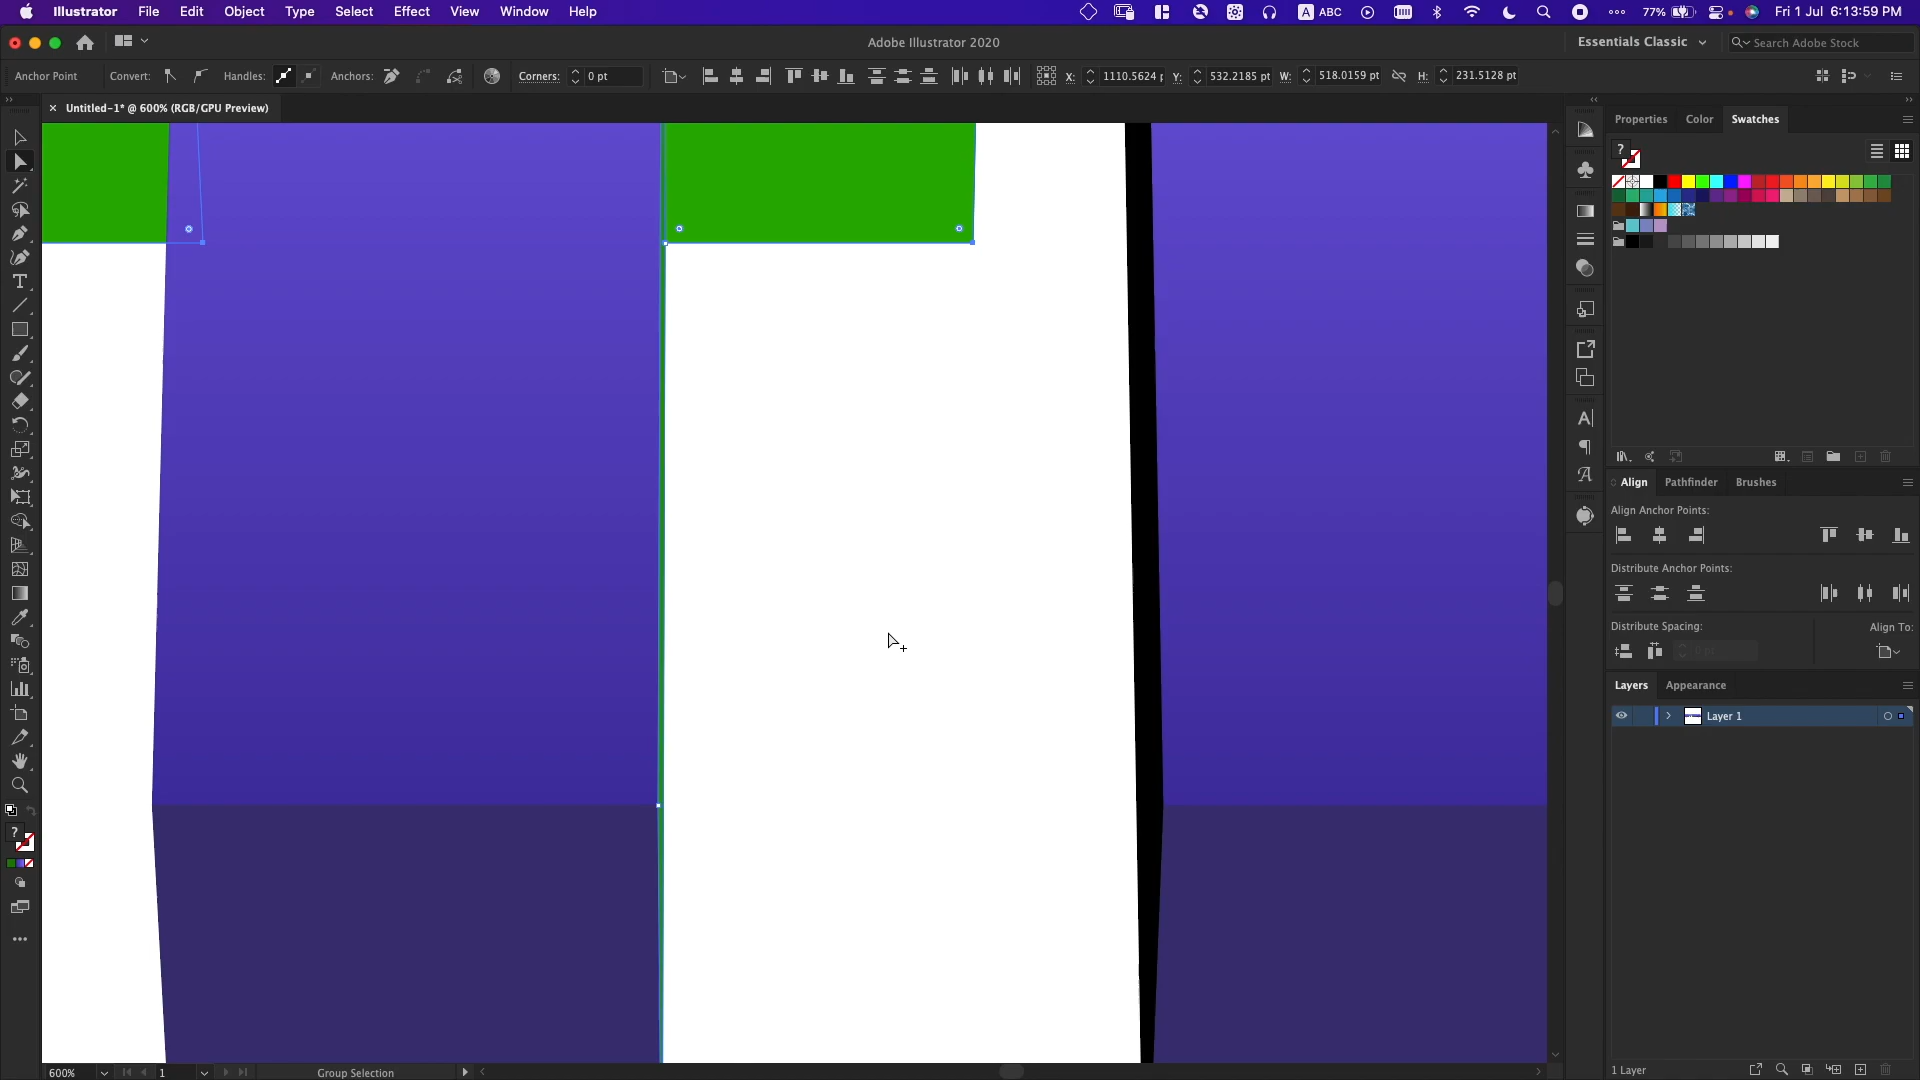 Illustrator File Edit Object Type Select Effect View Window Help A ABC 77% Fri 1 Jul 6:13:59 PM
Adobe Illustrator 2020 Essentials Classic Search Adobe Stock
Anchor Point Convert: Handles: Anchors: Corners: 0 pt X: 1110.5624 Y: 532.2185 pt W: 518.0159 pt H: 231.5128 pt
Untitled-1* @ 600% (RGB/GPU Preview)
Properties Color Swatches
Align Pathfinder Brushes
Align Anchor Points:
Distribute Anchor Points:
Distribute Spacing: Align To:
0 pt
Layers Appearance
Layer 1
600% 1 Group Selection 1 Layer